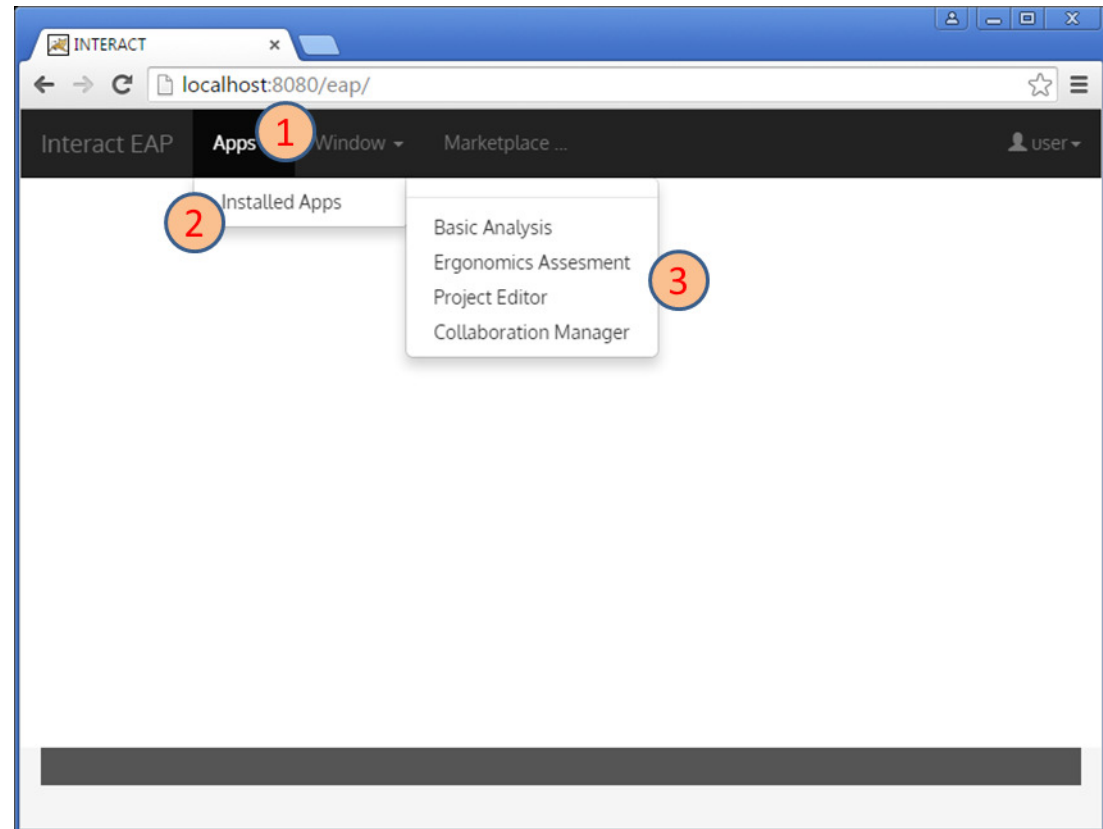 INTERACT
localhost:8080/eap/
Interact EAP Apps 1 Window Marketplace ... user
2 Installed Apps
Basic Analysis
Ergonomics Assesment
3
Project Editor
Collaboration Manager